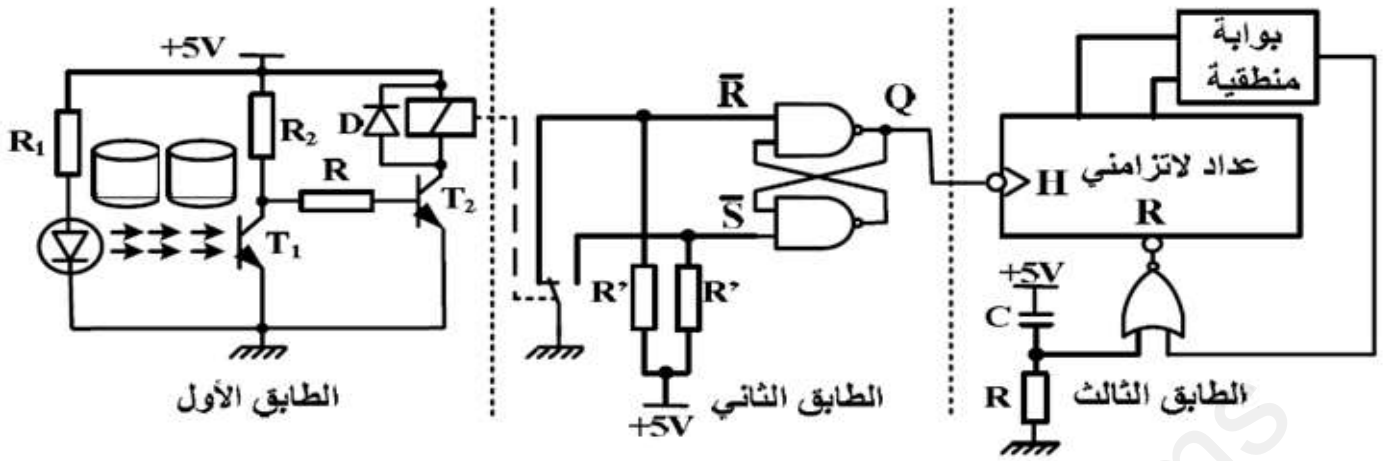 +5V
R₁
R₂
D
R
T₁
T₂
الطابق الأول
R̅
S̅
Q
R’
R’
+5V
الطابق الثاني
بوابة
منطقية
عداد لاتزامني
H
R
+5V
C
R
الطابق الثالث